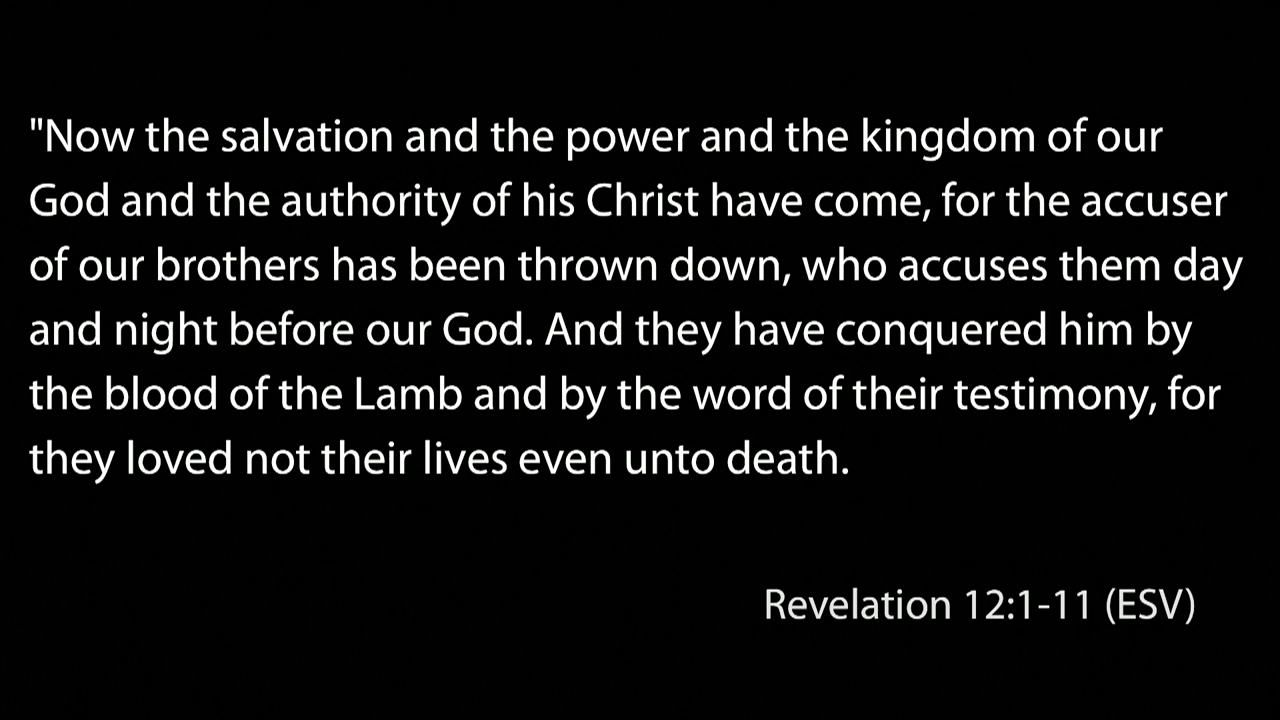 "Now the salvation and the power and the kingdom of our
God and the authority of his Christ have come, for the accuser
of our brothers has been thrown down, who accuses them day
and night before our God. And they have conquered him by
the blood of the Lamb and by the word of their testimony, for
they loved not their lives even unto death.
Revelation 12:1-11 (ESV)